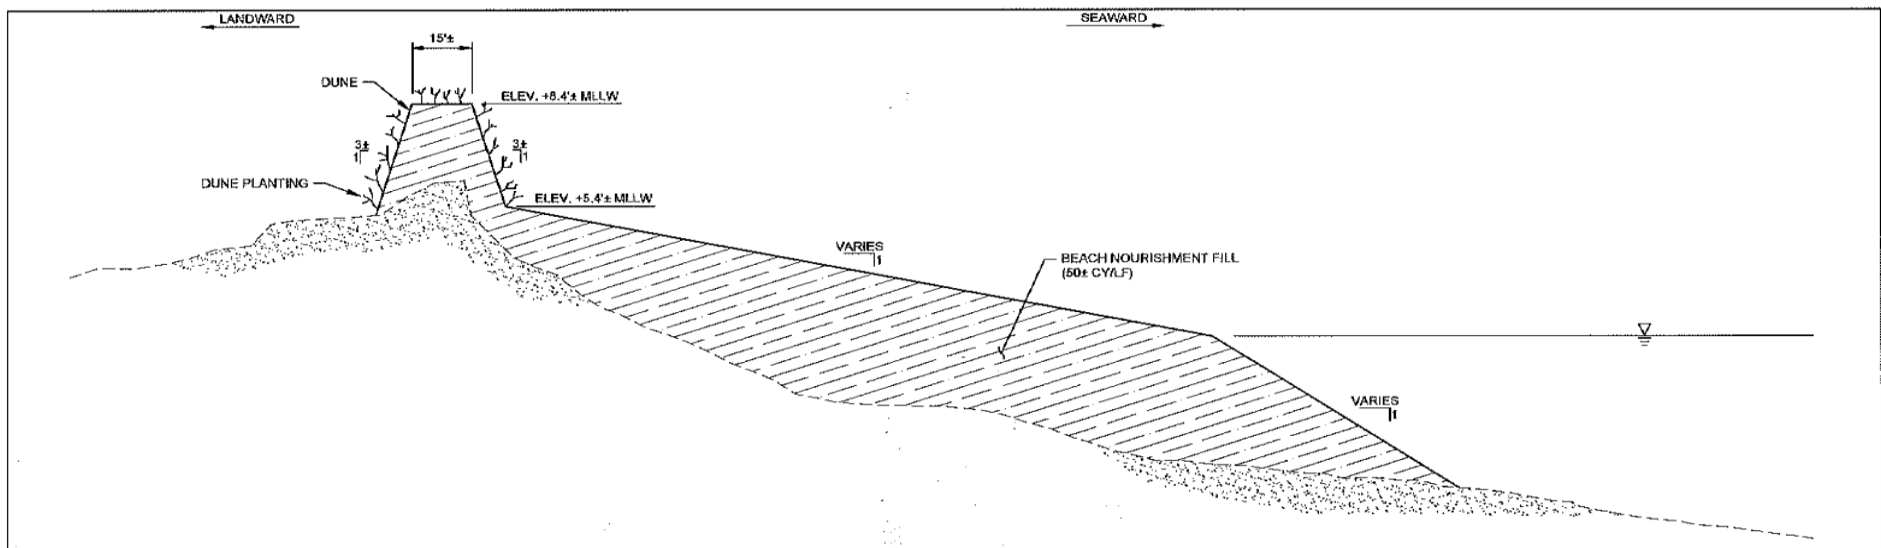 LANDWARD
SEAWARD
15'±
DUNE
ELEV. +8.4'± MLLW
3±
1
3±
1
DUNE PLANTING
ELEV. +5.4'± MLLW
VARIES
1
BEACH NOURISHMENT FILL
(50± CY/LF)
VARIES
1